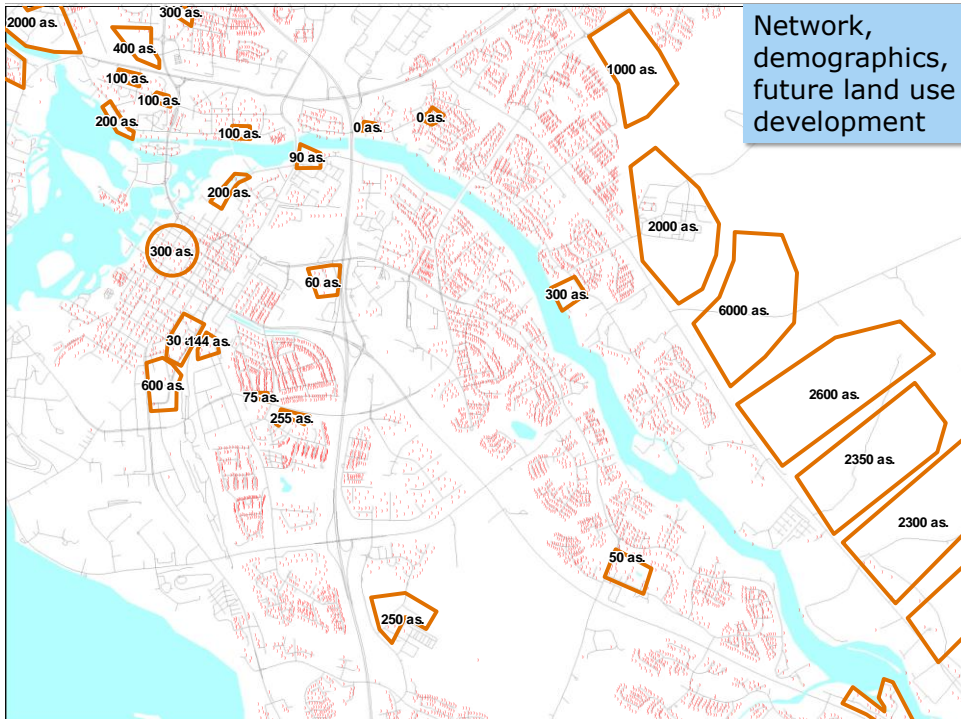 Network,
demographics,
future land use
development
300 as.
2000 as.
400 as.
1000 as.
100 as.
100 as.
200 as.
100 as.
0 as.
0 as.
90 as.
200 as.
2000 as.
300 as.
60 as.
300 as.
6000 as.
30
144 as.
600 as.
2600 as.
75 as.
255 as.
2350 as.
2300 as.
50 as.
250 as.